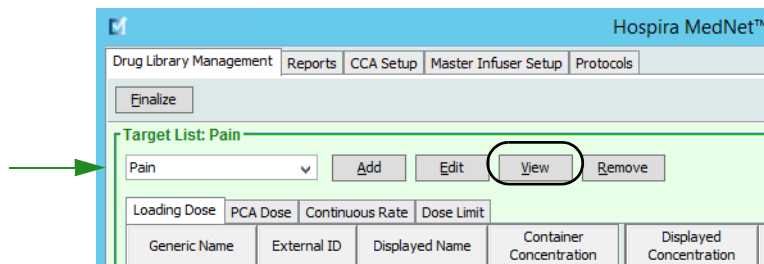 Hospira MedNet™
Drug Library Management Reports CCA Setup Master Infuser Setup Protocols
Finalize
Target List: Pain
Pain Add Edit View Remove
Loading Dose PCA Dose Continuous Rate Dose Limit
Generic Name External ID Displayed Name Container Concentration Displayed Concentration